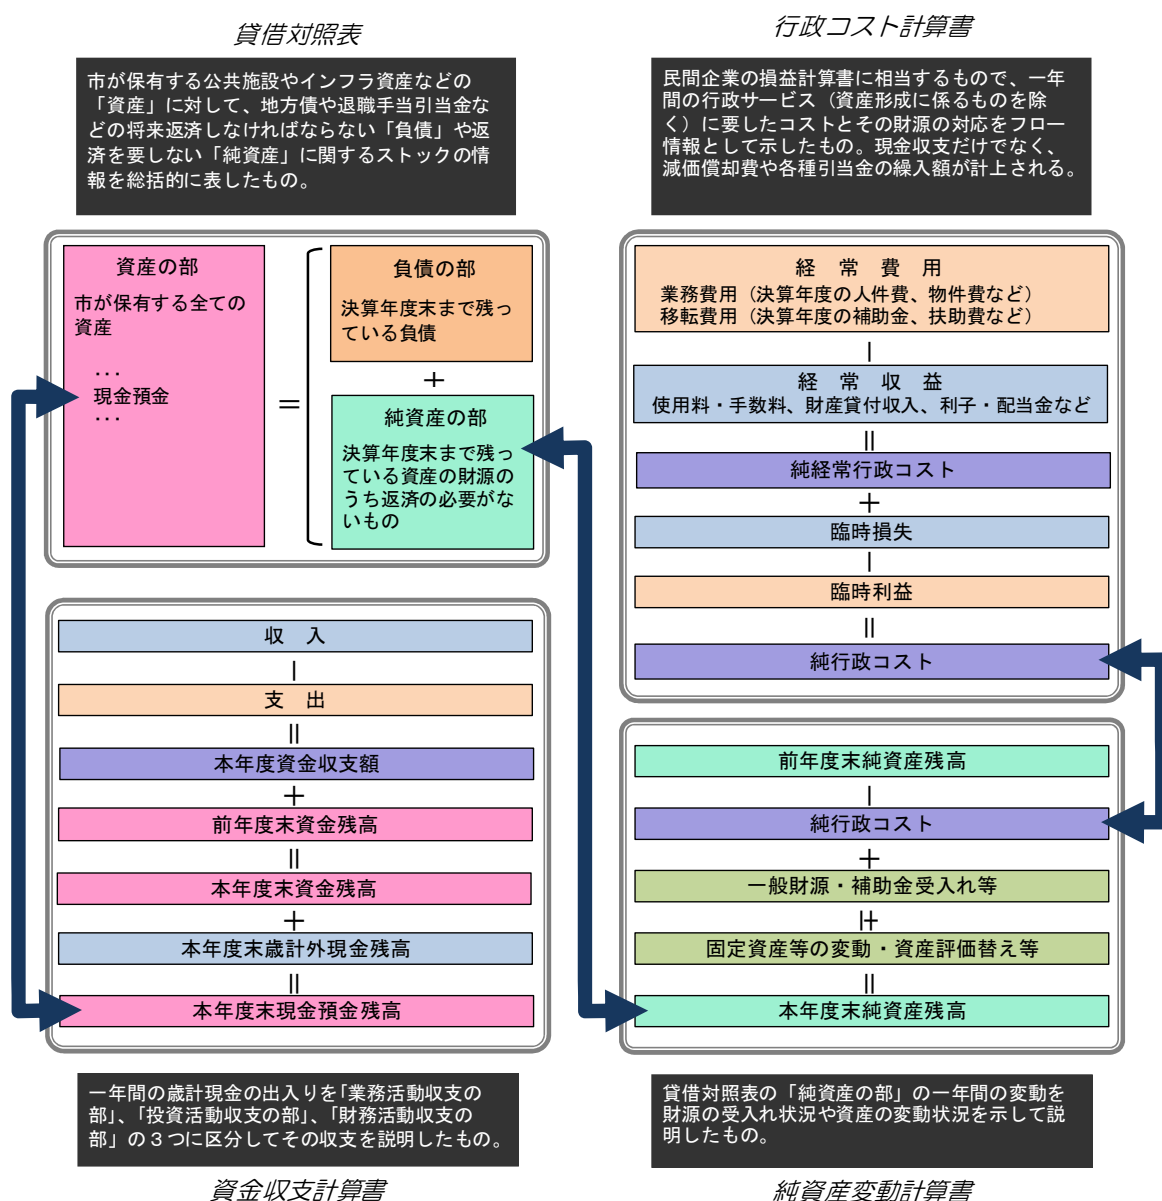 貸借対照表
市が保有する公共施設やインフラ資産などの
「資産」に対して、地方債や退職手当引当金な
どの将来返済しなければならない「負債」や返
済を要しない「純資産」に関するストックの情
報を総括的に表したもの。
資産の部
市が保有する全ての
資産
･･･
現金預金
･･･
＝
負債の部
決算年度末まで残っ
ている負債
＋
純資産の部
決算年度末まで残っ
ている資産の財源の
うち返済の必要がな
いもの
行政コスト計算書
民間企業の損益計算書に相当するもので、一年
間の行政サービス（資産形成に係るものを除
く）に要したコストとその財源の対応をフロー
情報として示したもの。現金収支だけでなく、
減価償却費や各種引当金の繰入額が計上される。
経　常　費　用
業務費用（決算年度の人件費、物件費など）
移転費用（決算年度の補助金、扶助費など）
｜
経　常　収　益
使用料・手数料、財産貸付収入、利子・配当金など
||
純経常行政コスト
＋
臨時損失
｜
臨時利益
||
純行政コスト
収　入
｜
支　出
||
本年度資金収支額
＋
前年度末資金残高
||
本年度末資金残高
＋
本年度末歳計外現金残高
||
本年度末現金預金残高
一年間の歳計現金の出入りを「業務活動収支の
部」、「投資活動収支の部」、「財務活動収支の
部」の３つに区分してその収支を説明したもの。
資金収支計算書
前年度末純資産残高
｜
純行政コスト
＋
一般財源・補助金受入れ等
|+
固定資産等の変動・資産評価替え等
||
本年度末純資産残高
貸借対照表の「純資産の部」の一年間の変動を
財源の受入れ状況や資産の変動状況を示して説
明したもの。
純資産変動計算書